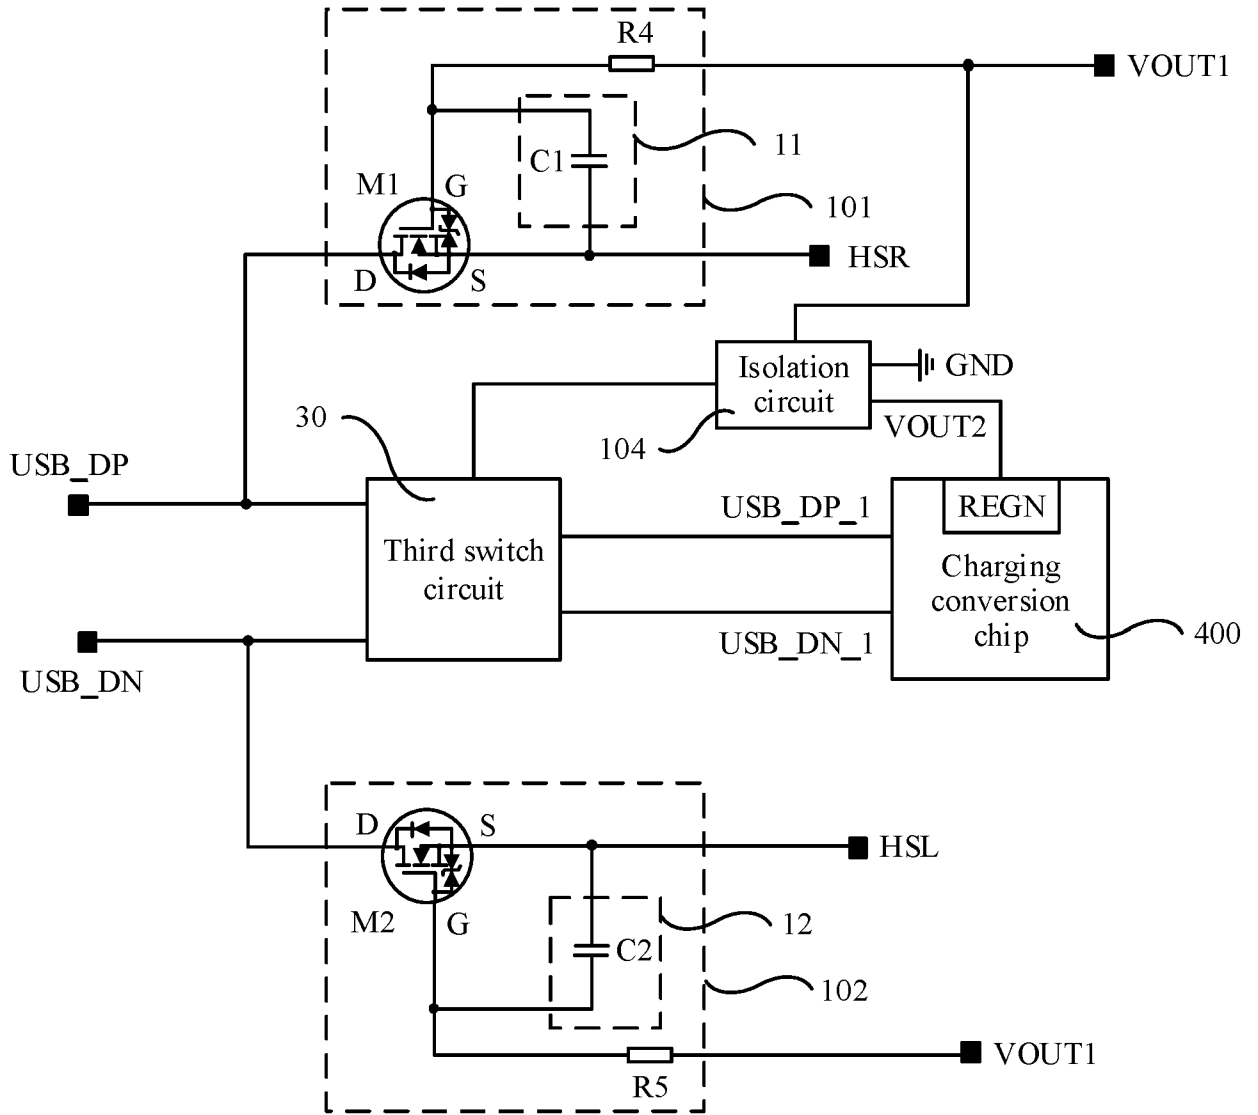 R4
VOUT1
11
C1
M1
G
101
D
S
HSR
Isolation
circuit
GND
30
104
VOUT2
USB_DP
USB_DP_1
REGN
Third switch
circuit
Charging
conversion
chip
400
USB_DN_1
USB_DN
D
S
HSL
M2
G
12
C2
102
VOUT1
R5